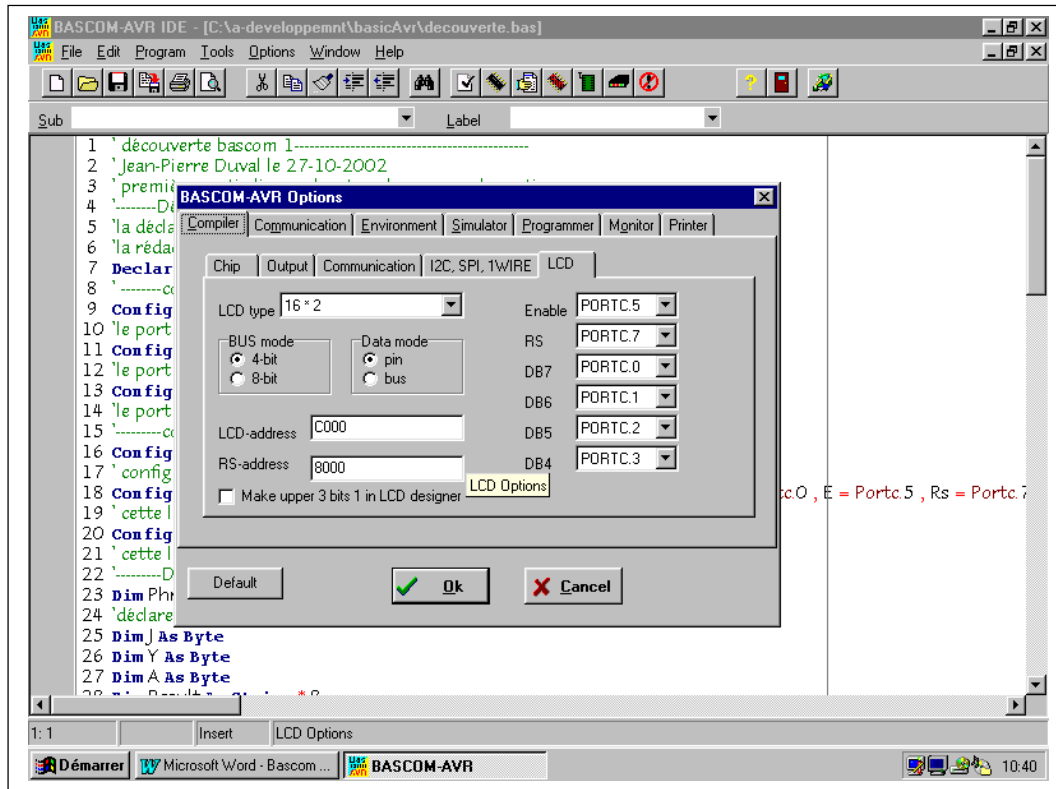 BASCOM-AVR IDE - [C:\a-developpemnt\basicAvr\decouverte.bas]
File Edit Program Tools Options Window Help
Sub Label
1 ' découverte bascom 1----------------------------------------------
2 ' Jean-Pierre Duval le 27-10-2002
3 ' premiè
4 '--------Dé
5 'la décla
6 'la réda
7 Declar
8 ' --------co
9 Config
10 'le port
11 Config
12 'le port
13 Config
14 'le port
15 '---------co
16 Config
17 ' config
18 Config tc.0 , E = Portc.5 , Rs = Portc.7
19 ' cette l
20 Config
21 ' cette l
22 '---------D
23 Dim Phr
24 'déclare
25 Dim J As Byte
26 Dim Y As Byte
27 Dim A As Byte
BASCOM-AVR Options
Compiler Communication Environment Simulator Programmer Monitor Printer
Chip Output Communication I2C, SPI, 1WIRE LCD
LCD type 16 * 2
BUS mode
4-bit
8-bit
Data mode
pin
bus
LCD-address C000
RS-address 8000
Make upper 3 bits 1 in LCD designer
Enable PORTC.5
RS PORTC.7
DB7 PORTC.0
DB6 PORTC.1
DB5 PORTC.2
DB4 PORTC.3
LCD Options
Default Ok Cancel
1: 1 Insert LCD Options
Démarrer Microsoft Word - Bascom ... BASCOM-AVR 10:40